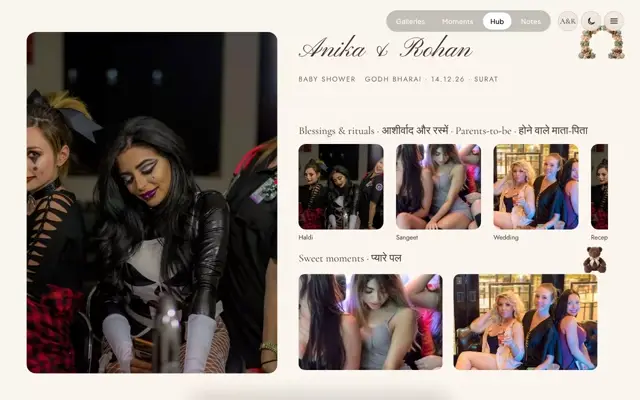 Galleries Moments Hub Notes A&K
Anika & Rohan
BABY SHOWER GODH BHARAI · 14.12.26 · SURAT
Blessings & rituals · आशीर्वाद और रस्में · Parents-to-be · होने वाले माता-पिता
Haldi Sangeet Wedding Recep
Sweet moments · प्यारे पल